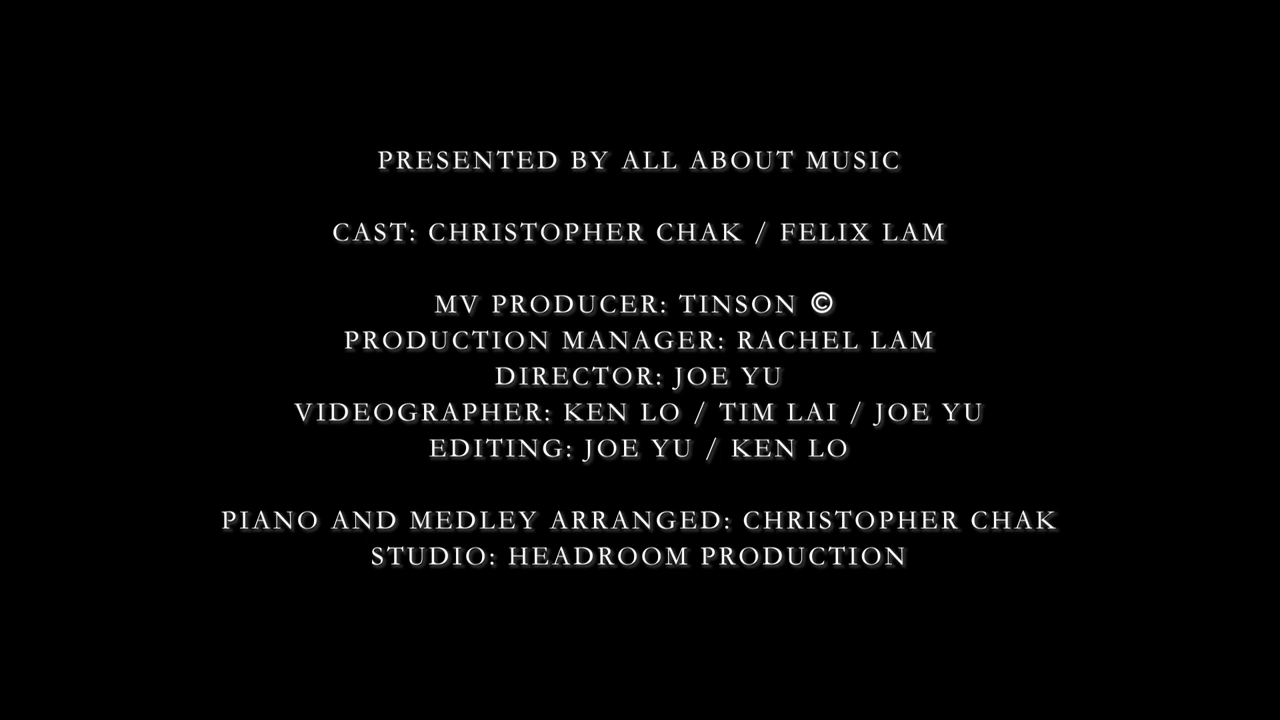 PRESENTED BY ALL ABOUT MUSIC
CAST: CHRISTOPHER CHAK / FELIX LAM
MV PRODUCER: TINSON ©
PRODUCTION MANAGER: RACHEL LAM
DIRECTOR: JOE YU
VIDEOGRAPHER: KEN LO / TIM LAI / JOE YU
EDITING: JOE YU / KEN LO
PIANO AND MEDLEY ARRANGED: CHRISTOPHER CHAK
STUDIO: HEADROOM PRODUCTION